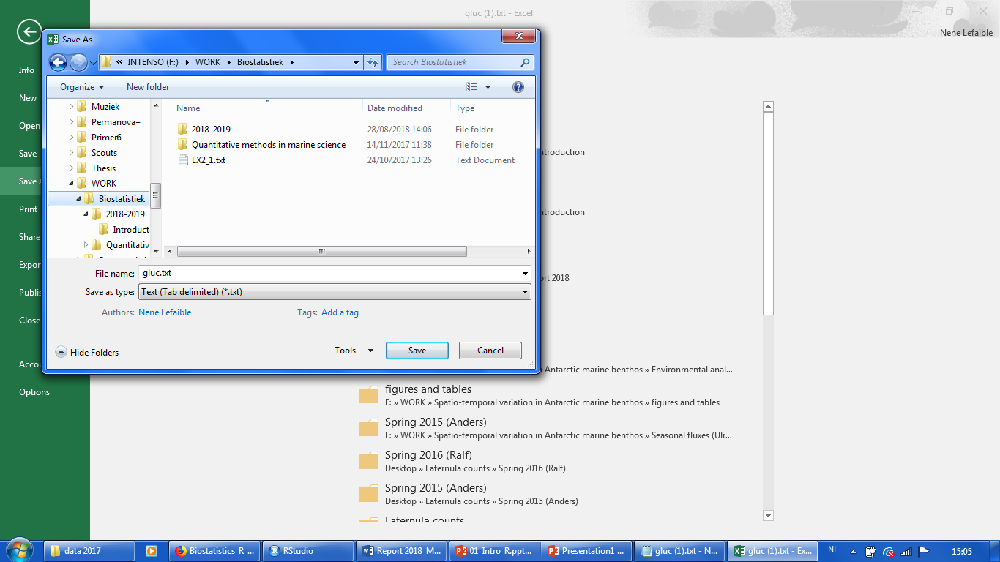 gluc (1).txt - Excel
Nene Lefaible
Info
New
Open
Save
Save A
Print
Share
Expor
Publis
Close
Accou
Options
Save As
« INTENSO (F:) WORK Biostatistiek
Search Biostatistiek
Organize New folder
Muziek
Permanova+
Primer6
Scouts
Thesis
WORK
Biostatistiek
2018-2019
Introduct
Quantitativ
Name Date modified Type
2018-2019 28/08/2018 14:06 File folder
Quantitative methods in marine science 14/11/2017 11:38 File folder
EX2_1.txt 24/10/2017 13:26 Text Document
File name: gluc.txt
Save as type: Text (Tab delimited) (*.txt)
Authors: Nene Lefaible Tags: Add a tag
Hide Folders Tools Save Cancel
ntroduction
ntroduction
ort 2018
Antarctic marine benthos » Environmental anal...
figures and tables
F: » WORK » Spatio-temporal variation in Antarctic marine benthos » figures and tables
Spring 2015 (Anders)
F: » WORK » Spatio-temporal variation in Antarctic marine benthos » Seasonal fluxes (Ulr...
Spring 2016 (Ralf)
Desktop » Laternula counts » Spring 2016 (Ralf)
Spring 2015 (Anders)
Desktop » Laternula counts » Spring 2015 (Anders)
Laternula counts
data 2017 Biostatistics_R_... RStudio Report 2018_M... 01_Intro_R.ppt... Presentation1 ... gluc (1).txt - N... gluc (1).txt - Ex... NL 15:05